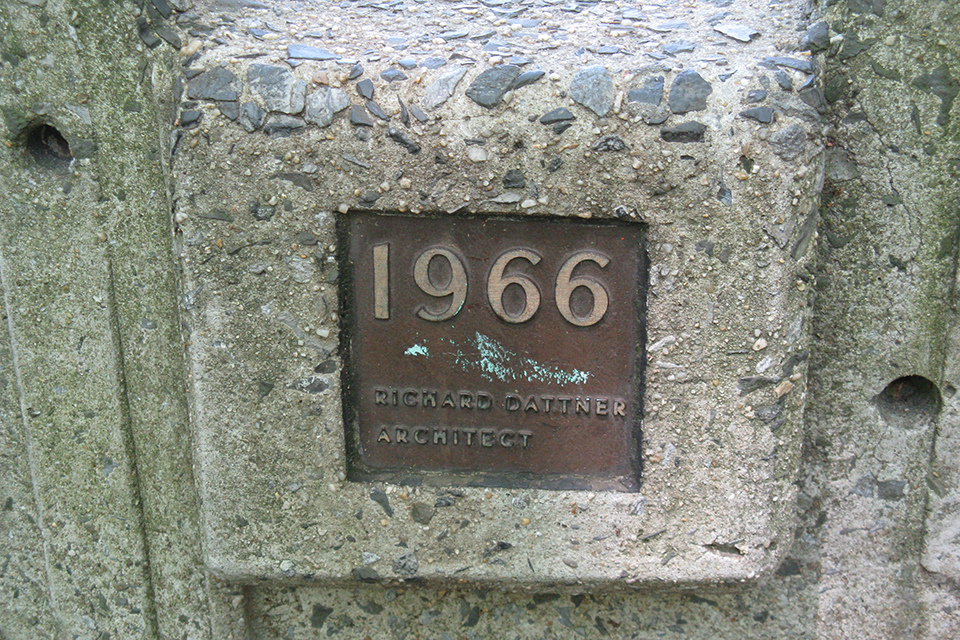 1966
RICHARD DATTNER
ARCHITECT